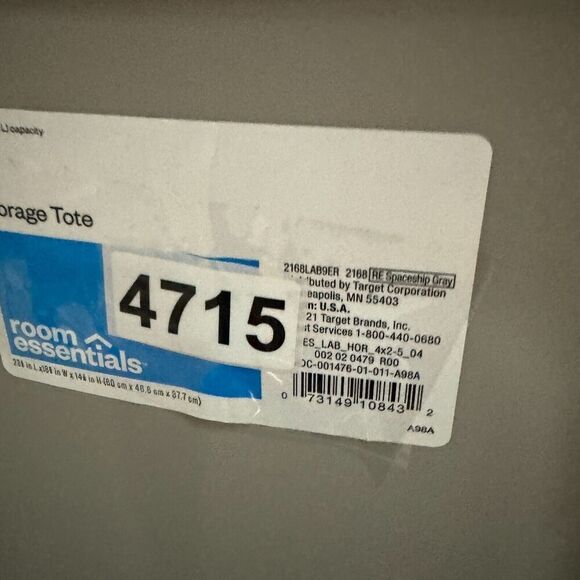 L) capacity
orage Tote
room
essentials
4715
2168LAB9ER 2168 RE Spaceship Gray
ributed by Target Corporation
eapolis, MN 55403
n: U.S.A.
21 Target Brands, Inc.
t Services 1-800-440-0680
ES_LAB_HOR_4x2-5_04
002 02 0479 R00
OC-001476-01-011-A98A
0 73149 10843 2
A98A